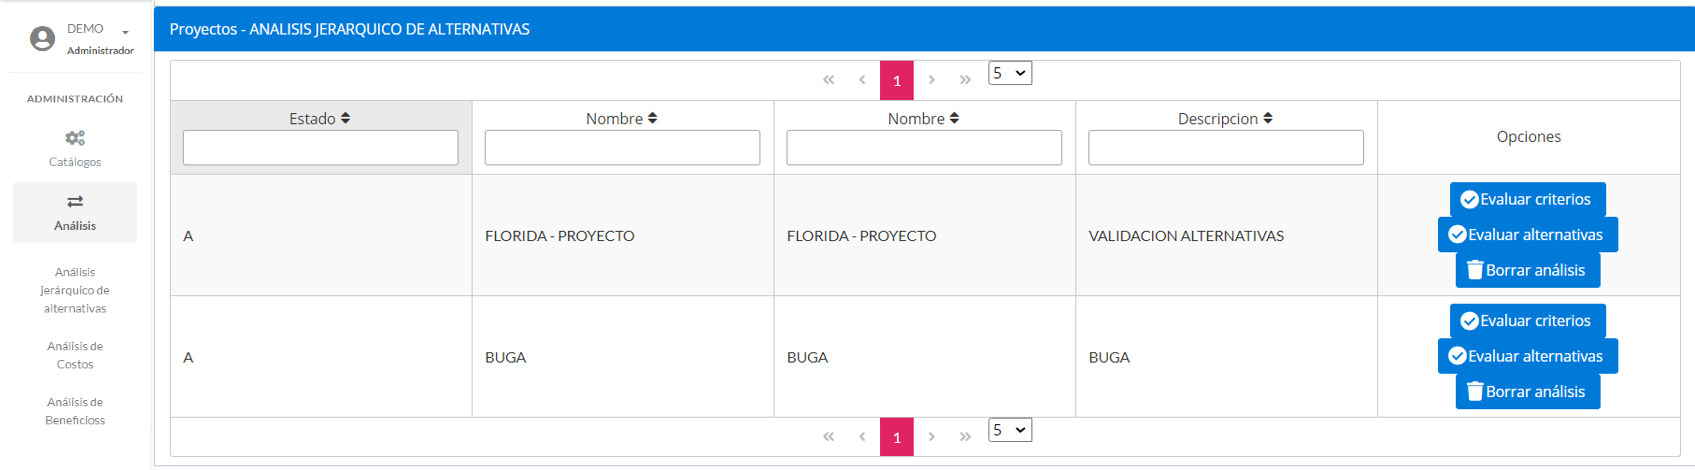 DEMO
Administrador
ADMINISTRACIÓN
Catálogos
Análisis
Análisis
jerárquico de
alternativas
Análisis de
Costos
Análisis de
Beneficioss
Proyectos - ANALISIS JERARQUICO DE ALTERNATIVAS
« ‹ 1 › » 5
Estado Nombre Nombre Descripcion Opciones
A FLORIDA - PROYECTO FLORIDA - PROYECTO VALIDACION ALTERNATIVAS
Evaluar criterios
Evaluar alternativas
Borrar análisis
A BUGA BUGA BUGA
Evaluar criterios
Evaluar alternativas
Borrar análisis
« ‹ 1 › » 5